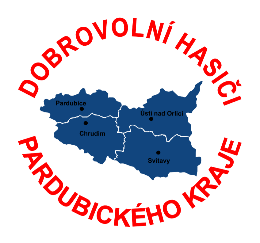 DOBROVOLNÍ HASIČI
Pardubice
Ústí nad Orlicí
Chrudim
Svitavy
PARDUBICKÉHO KRAJE